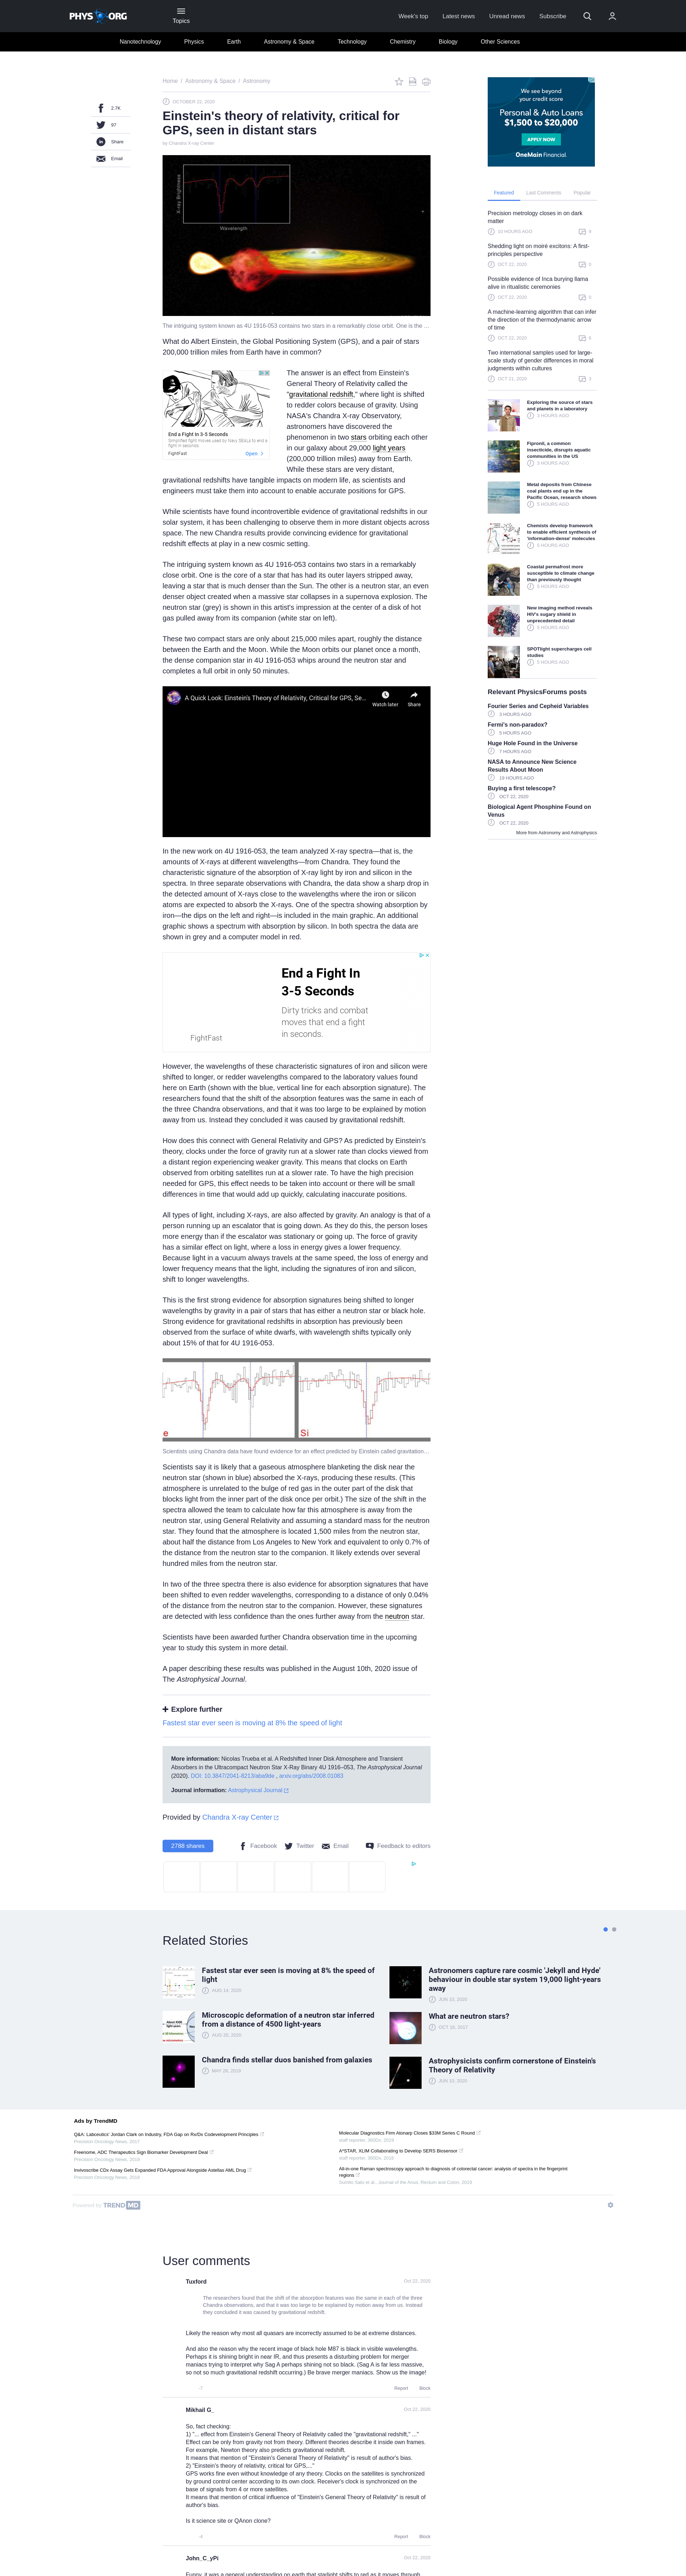 PHYS ORG
Topics
Week's top
Latest news
Unread news
Subscribe
Nanotechnology
Physics
Earth
Astronomy & Space
Technology
Chemistry
Biology
Other Sciences
2.7K
97
Share
Email
Home / Astronomy & Space / Astronomy
OCTOBER 22, 2020
Einstein's theory of relativity, critical for
GPS, seen in distant stars
by Chandra X-ray Center
X-ray Brightness
Wavelength
The intriguing system known as 4U 1916-053 contains two stars in a remarkably close orbit. One is the ...
What do Albert Einstein, the Global Positioning System (GPS), and a pair of stars
200,000 trillion miles from Earth have in common?
End a Fight In 3-5 Seconds
Simplified fight moves used by Navy SEALs to end a
fight in seconds.
FightFast
Open
The answer is an effect from Einstein's
General Theory of Relativity called the
"gravitational redshift," where light is shifted
to redder colors because of gravity. Using
NASA's Chandra X-ray Observatory,
astronomers have discovered the
phenomenon in two stars orbiting each other
in our galaxy about 29,000 light years
(200,000 trillion miles) away from Earth.
While these stars are very distant,
gravitational redshifts have tangible impacts on modern life, as scientists and
engineers must take them into account to enable accurate positions for GPS.
While scientists have found incontrovertible evidence of gravitational redshifts in our
solar system, it has been challenging to observe them in more distant objects across
space. The new Chandra results provide convincing evidence for gravitational
redshift effects at play in a new cosmic setting.
The intriguing system known as 4U 1916-053 contains two stars in a remarkably
close orbit. One is the core of a star that has had its outer layers stripped away,
leaving a star that is much denser than the Sun. The other is a neutron star, an even
denser object created when a massive star collapses in a supernova explosion. The
neutron star (grey) is shown in this artist's impression at the center of a disk of hot
gas pulled away from its companion (white star on left).
These two compact stars are only about 215,000 miles apart, roughly the distance
between the Earth and the Moon. While the Moon orbits our planet once a month,
the dense companion star in 4U 1916-053 whips around the neutron star and
completes a full orbit in only 50 minutes.
A Quick Look: Einstein's Theory of Relativity, Critical for GPS, Se...
Watch later
Share
In the new work on 4U 1916-053, the team analyzed X-ray spectra—that is, the
amounts of X-rays at different wavelengths—from Chandra. They found the
characteristic signature of the absorption of X-ray light by iron and silicon in the
spectra. In three separate observations with Chandra, the data show a sharp drop in
the detected amount of X-rays close to the wavelengths where the iron or silicon
atoms are expected to absorb the X-rays. One of the spectra showing absorption by
iron—the dips on the left and right—is included in the main graphic. An additional
graphic shows a spectrum with absorption by silicon. In both spectra the data are
shown in grey and a computer model in red.
End a Fight In
3-5 Seconds
Dirty tricks and combat
moves that end a fight
in seconds.
FightFast
However, the wavelengths of these characteristic signatures of iron and silicon were
shifted to longer, or redder wavelengths compared to the laboratory values found
here on Earth (shown with the blue, vertical line for each absorption signature). The
researchers found that the shift of the absorption features was the same in each of
the three Chandra observations, and that it was too large to be explained by motion
away from us. Instead they concluded it was caused by gravitational redshift.
How does this connect with General Relativity and GPS? As predicted by Einstein's
theory, clocks under the force of gravity run at a slower rate than clocks viewed from
a distant region experiencing weaker gravity. This means that clocks on Earth
observed from orbiting satellites run at a slower rate. To have the high precision
needed for GPS, this effect needs to be taken into account or there will be small
differences in time that would add up quickly, calculating inaccurate positions.
All types of light, including X-rays, are also affected by gravity. An analogy is that of a
person running up an escalator that is going down. As they do this, the person loses
more energy than if the escalator was stationary or going up. The force of gravity
has a similar effect on light, where a loss in energy gives a lower frequency.
Because light in a vacuum always travels at the same speed, the loss of energy and
lower frequency means that the light, including the signatures of iron and silicon,
shift to longer wavelengths.
This is the first strong evidence for absorption signatures being shifted to longer
wavelengths by gravity in a pair of stars that has either a neutron star or black hole.
Strong evidence for gravitational redshifts in absorption has previously been
observed from the surface of white dwarfs, with wavelength shifts typically only
about 15% of that for 4U 1916-053.
e
Si
Scientists using Chandra data have found evidence for an effect predicted by Einstein called gravitation...
Scientists say it is likely that a gaseous atmosphere blanketing the disk near the
neutron star (shown in blue) absorbed the X-rays, producing these results. (This
atmosphere is unrelated to the bulge of red gas in the outer part of the disk that
blocks light from the inner part of the disk once per orbit.) The size of the shift in the
spectra allowed the team to calculate how far this atmosphere is away from the
neutron star, using General Relativity and assuming a standard mass for the neutron
star. They found that the atmosphere is located 1,500 miles from the neutron star,
about half the distance from Los Angeles to New York and equivalent to only 0.7% of
the distance from the neutron star to the companion. It likely extends over several
hundred miles from the neutron star.
In two of the three spectra there is also evidence for absorption signatures that have
been shifted to even redder wavelengths, corresponding to a distance of only 0.04%
of the distance from the neutron star to the companion. However, these signatures
are detected with less confidence than the ones further away from the neutron star.
Scientists have been awarded further Chandra observation time in the upcoming
year to study this system in more detail.
A paper describing these results was published in the August 10th, 2020 issue of
The Astrophysical Journal.
Explore further
Fastest star ever seen is moving at 8% the speed of light
More information: Nicolas Trueba et al. A Redshifted Inner Disk Atmosphere and Transient
Absorbers in the Ultracompact Neutron Star X-Ray Binary 4U 1916–053, The Astrophysical Journal
(2020). DOI: 10.3847/2041-8213/aba9de , arxiv.org/abs/2008.01083
Journal information: Astrophysical Journal
Provided by Chandra X-ray Center
2788 shares
Facebook
Twitter
Email
Feedback to editors
We see beyond
your credit score
Personal & Auto Loans
$1,500 to $20,000
APPLY NOW
OneMain Financial
Featured
Last Comments
Popular
Precision metrology closes in on dark
matter
10 HOURS AGO
Shedding light on moiré excitons: A first-
principles perspective
OCT 22, 2020
0
Possible evidence of Inca burying llama
alive in ritualistic ceremonies
OCT 22, 2020
0
A machine-learning algorithm that can infer
the direction of the thermodynamic arrow
of time
OCT 22, 2020
Two international samples used for large-
scale study of gender differences in moral
judgments within cultures
OCT 21, 2020
Exploring the source of stars
and planets in a laboratory
HOURS AGO
Fipronil, a common
insecticide, disrupts aquatic
communities in the US
HOURS AGO
Metal deposits from Chinese
coal plants end up in the
Pacific Ocean, research shows
5 HOURS AGO
Chemists develop framework
to enable efficient synthesis of
'information-dense' molecules
5 HOURS AGO
Coastal permafrost more
susceptible to climate change
than previously thought
5 HOURS AGO
New imaging method reveals
HIV's sugary shield in
unprecedented detail
5 HOURS AGO
SPOTlight supercharges cell
studies
5 HOURS AGO
Relevant PhysicsForums posts
Fourier Series and Cepheid Variables
3 HOURS AGO
Fermi's non-paradox?
5 HOURS AGO
Huge Hole Found in the Universe
7 HOURS AGO
NASA to Announce New Science
Results About Moon
19 HOURS AGO
Buying a first telescope?
OCT 22, 2020
Biological Agent Phosphine Found on
Venus
OCT 22, 2020
More from Astronomy and Astrophysics
Related Stories
Fastest star ever seen is moving at 8% the speed of
light
AUG 14, 2020
Microscopic deformation of a neutron star inferred
from a distance of 4500 light-years
AUG 20, 2020
Chandra finds stellar duos banished from galaxies
MAY 29, 2019
Astronomers capture rare cosmic 'Jekyll and Hyde'
behaviour in double star system 19,000 light-years
away
JUN 10, 2020
What are neutron stars?
OCT 16, 2017
Astrophysicists confirm cornerstone of Einstein's
Theory of Relativity
JUN 10, 2020
Ads by TrendMD
Q&A: Labisutics' Jordan Clark on Industry, FDA Gap on Rx/Dx Codevelopment Principles
Precision Oncology News, 2017
Freenome, ADC Therapeutics Sign Biomarker Development Deal
Precision Oncology News, 2019
Invivoscribe CDx Assay Gets Expanded FDA Approval Alongside Astellas AML Drug
Precision Oncology News, 2018
Molecular Diagnostics Firm Akonarp Closes $33M Series C Round
staff reporter, 360Dx, 2019
A*STAR, XLIM Collaborating to Develop SERS Biosensor
staff reporter, 360Dx, 2016
All-in-one Raman spectroscopy approach to diagnosis of colorectal cancer: analysis of spectra in the fingerprint
regions
Powered by TREND MD
User comments
Tuxford
Oct 22, 2020
The researchers found that the shift of the absorption features was the same in each of the three
Chandra observations, and that it was too large to be explained by motion away from us. Instead
they concluded it was caused by gravitational redshift.
Likely the reason why most all quasars are incorrectly assumed to be at extreme distances.
And also the reason why the recent image of black hole M87 is black in visible wavelengths.
Perhaps it is shining bright in near IR, and thus presents a disturbing problem for merger
maniacs trying to interpret why Sag A perhaps shining not so black. (Sag A is far less massive,
so not so much gravitational redshift occurring.) Be brave merger maniacs. Show us the image!
Report
Block
Mikhail G_
Oct 22, 2020
So, fact checking:
1) "... effect from Einstein's General Theory of Relativity called the "gravitational redshift," ..."
Effect can be only from gravity not from theory. Different theories describe it inside own frames.
For example, Newton theory also predicts gravitational redshift.
It means that mention of "Einstein's General Theory of Relativity" is result of author's bias.
2) "Einstein's theory of relativity, critical for GPS,..."
GPS works fine even without knowledge of any theory. Clocks on the satellites is synchronized
by ground control center according to its own clock. Receiver's clock is synchronized to the
base of signals from 4 or more satellites.
It means that mention of critical influence of "Einstein's General Theory of Relativity" is result of
author's bias.
Is it science site or QAnon clone?
Report
Block
John_C_yPi
Oct 22, 2020
Funny, it was a general understanding on earth that starlight shifts to red as it moves through